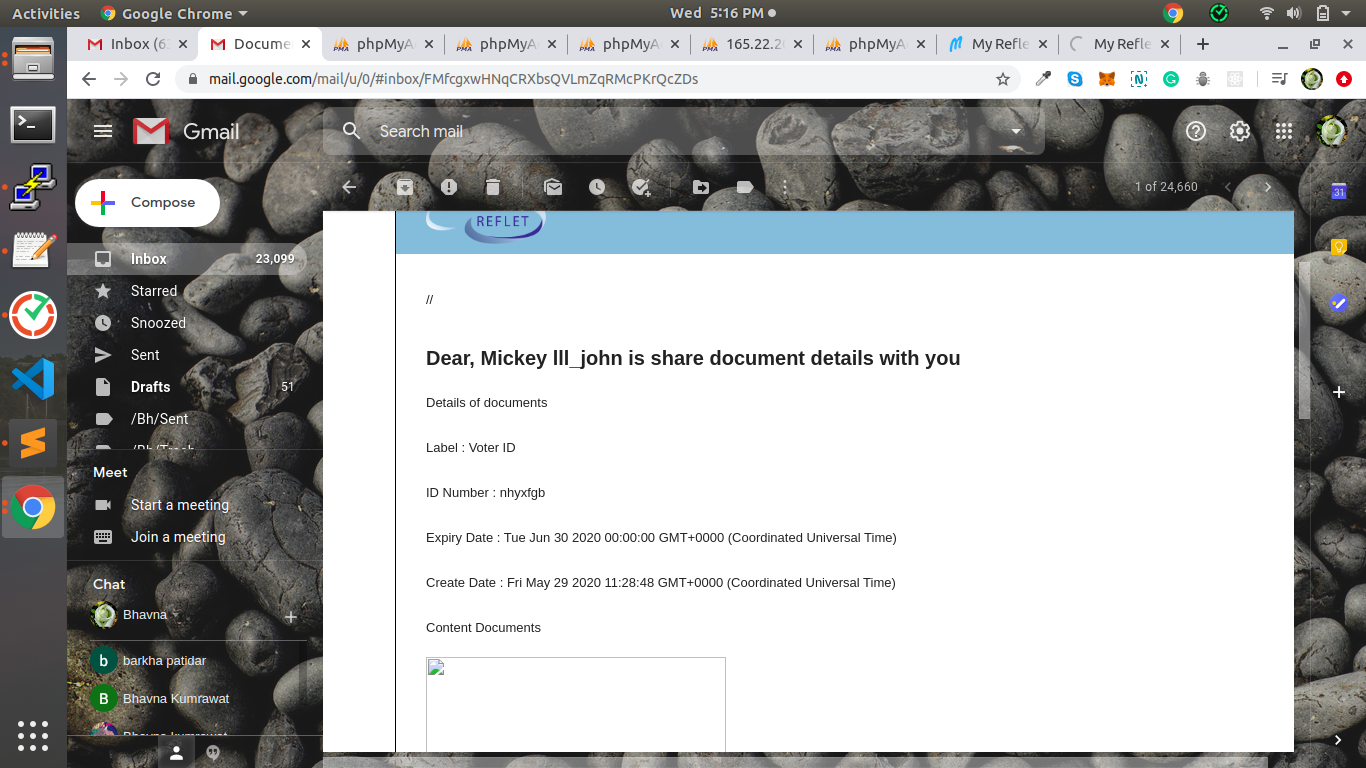 Activities Google Chrome Wed 5:16 PM
Inbox (6 Docume phpMyA phpMyA phpMyA 165.22.2 phpMyA My Refle My Refle
mail.google.com/mail/u/0/#inbox/FMfcgxwHNqCRXbsQVLmZqRMcPKrQcZDs
Gmail Search mail
Compose 1 of 24,660
31
REFLET
Inbox 23,099
Starred
Snoozed
Sent
Drafts 51
/Bh/Sent
/Bh/Trash
Meet
Start a meeting
Join a meeting
Chat
Bhavna
b barkha patidar
B Bhavna Kumrawat
Bhavna kumrawat
//
Dear, Mickey lll_john is share document details with you
Details of documents
Label : Voter ID
ID Number : nhyxfgb
Expiry Date : Tue Jun 30 2020 00:00:00 GMT+0000 (Coordinated Universal Time)
Create Date : Fri May 29 2020 11:28:48 GMT+0000 (Coordinated Universal Time)
Content Documents